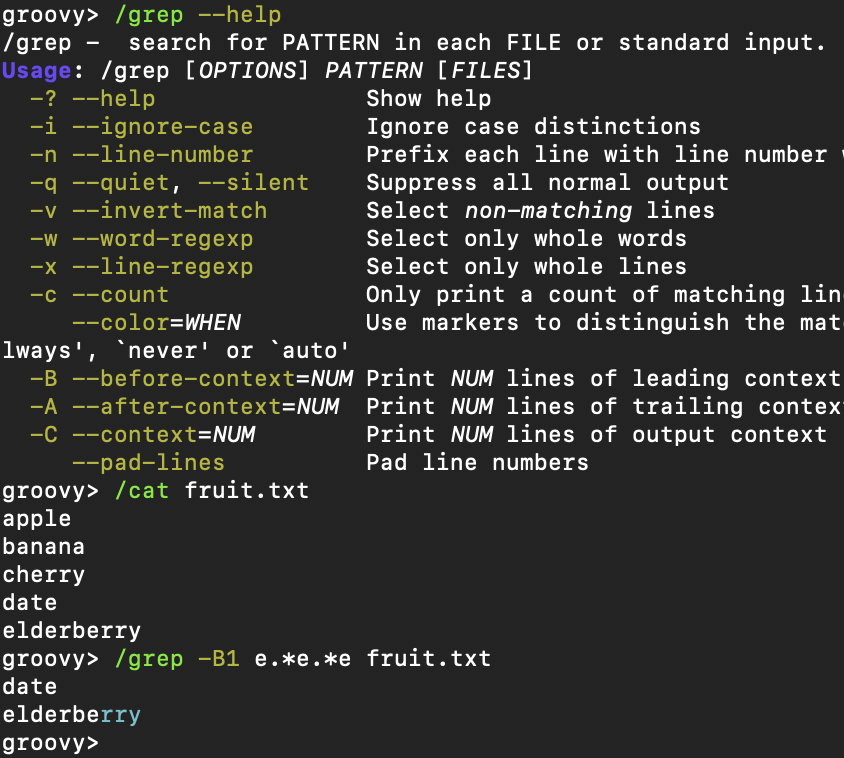 groovy> /grep --help
/grep -  search for PATTERN in each FILE or standard input.
Usage: /grep [OPTIONS] PATTERN [FILES]
  -? --help               Show help
  -i --ignore-case        Ignore case distinctions
  -n --line-number        Prefix each line with line number
  -q --quiet, --silent    Suppress all normal output
  -v --invert-match       Select non-matching lines
  -w --word-regexp        Select only whole words
  -x --line-regexp        Select only whole lines
  -c --count              Only print a count of matching lin
     --color=WHEN         Use markers to distinguish the mat
lways', `never' or `auto'
  -B --before-context=NUM Print NUM lines of leading context
  -A --after-context=NUM  Print NUM lines of trailing contex
  -C --context=NUM        Print NUM lines of output context
     --pad-lines          Pad line numbers
groovy> /cat fruit.txt
apple
banana
cherry
date
elderberry
groovy> /grep -B1 e.*e.*e fruit.txt
date
elderberry
groovy>